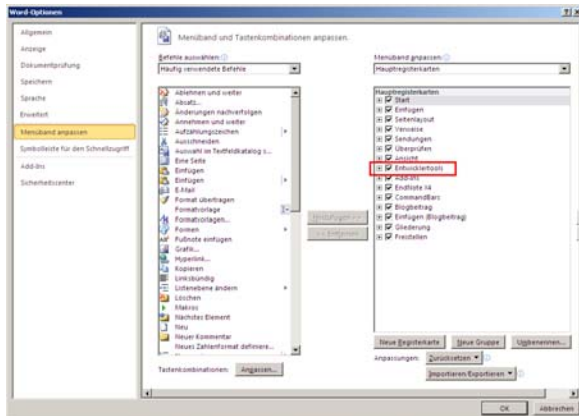 Word-Optionen
Allgemein
Anzeige
Dokumentprüfung
Speichern
Sprache
Erweitert
Menüband anpassen
Symbolleiste für den Schnellzugriff
Add-Ins
Sicherheitscenter
Menüband und Tastenkombinationen anpassen.
Befehle auswählen:
Häufig verwendete Befehle
Ablehnen und weiter
Absatz...
Änderungen nachverfolgen
Annehmen und weiter
Aufzählungszeichen
Ausschneiden
Auswahl im Textfeldkatalog s...
Eine Seite
Einfügen
Einfügen
E-Mail
Format übertragen
Formatvorlage
Formatvorlagen...
Formen
Fußnote einfügen
Grafik...
Hyperlink...
Kopieren
Linksbündig
Listenebene ändern
Löschen
Makros
Nächstes Element
Neu
Neuer Kommentar
Neues Zahlenformat definiere...
Tastenkombinationen: Anpassen...
Hinzufügen >>
<< Entfernen
Menüband anpassen:
Hauptregisterkarten
Hauptregisterkarten
Start
Einfügen
Seitenlayout
Verweise
Sendungen
Überprüfen
Ansicht
Entwicklertools
Add-Ins
EndNote X4
CommandBars
Blogbeitrag
Einfügen (Blogbeitrag)
Gliederung
Freistellen
Neue Registerkarte Neue Gruppe Umbenennen...
Anpassungen: Zurücksetzen
Importieren/Exportieren
OK Abbrechen